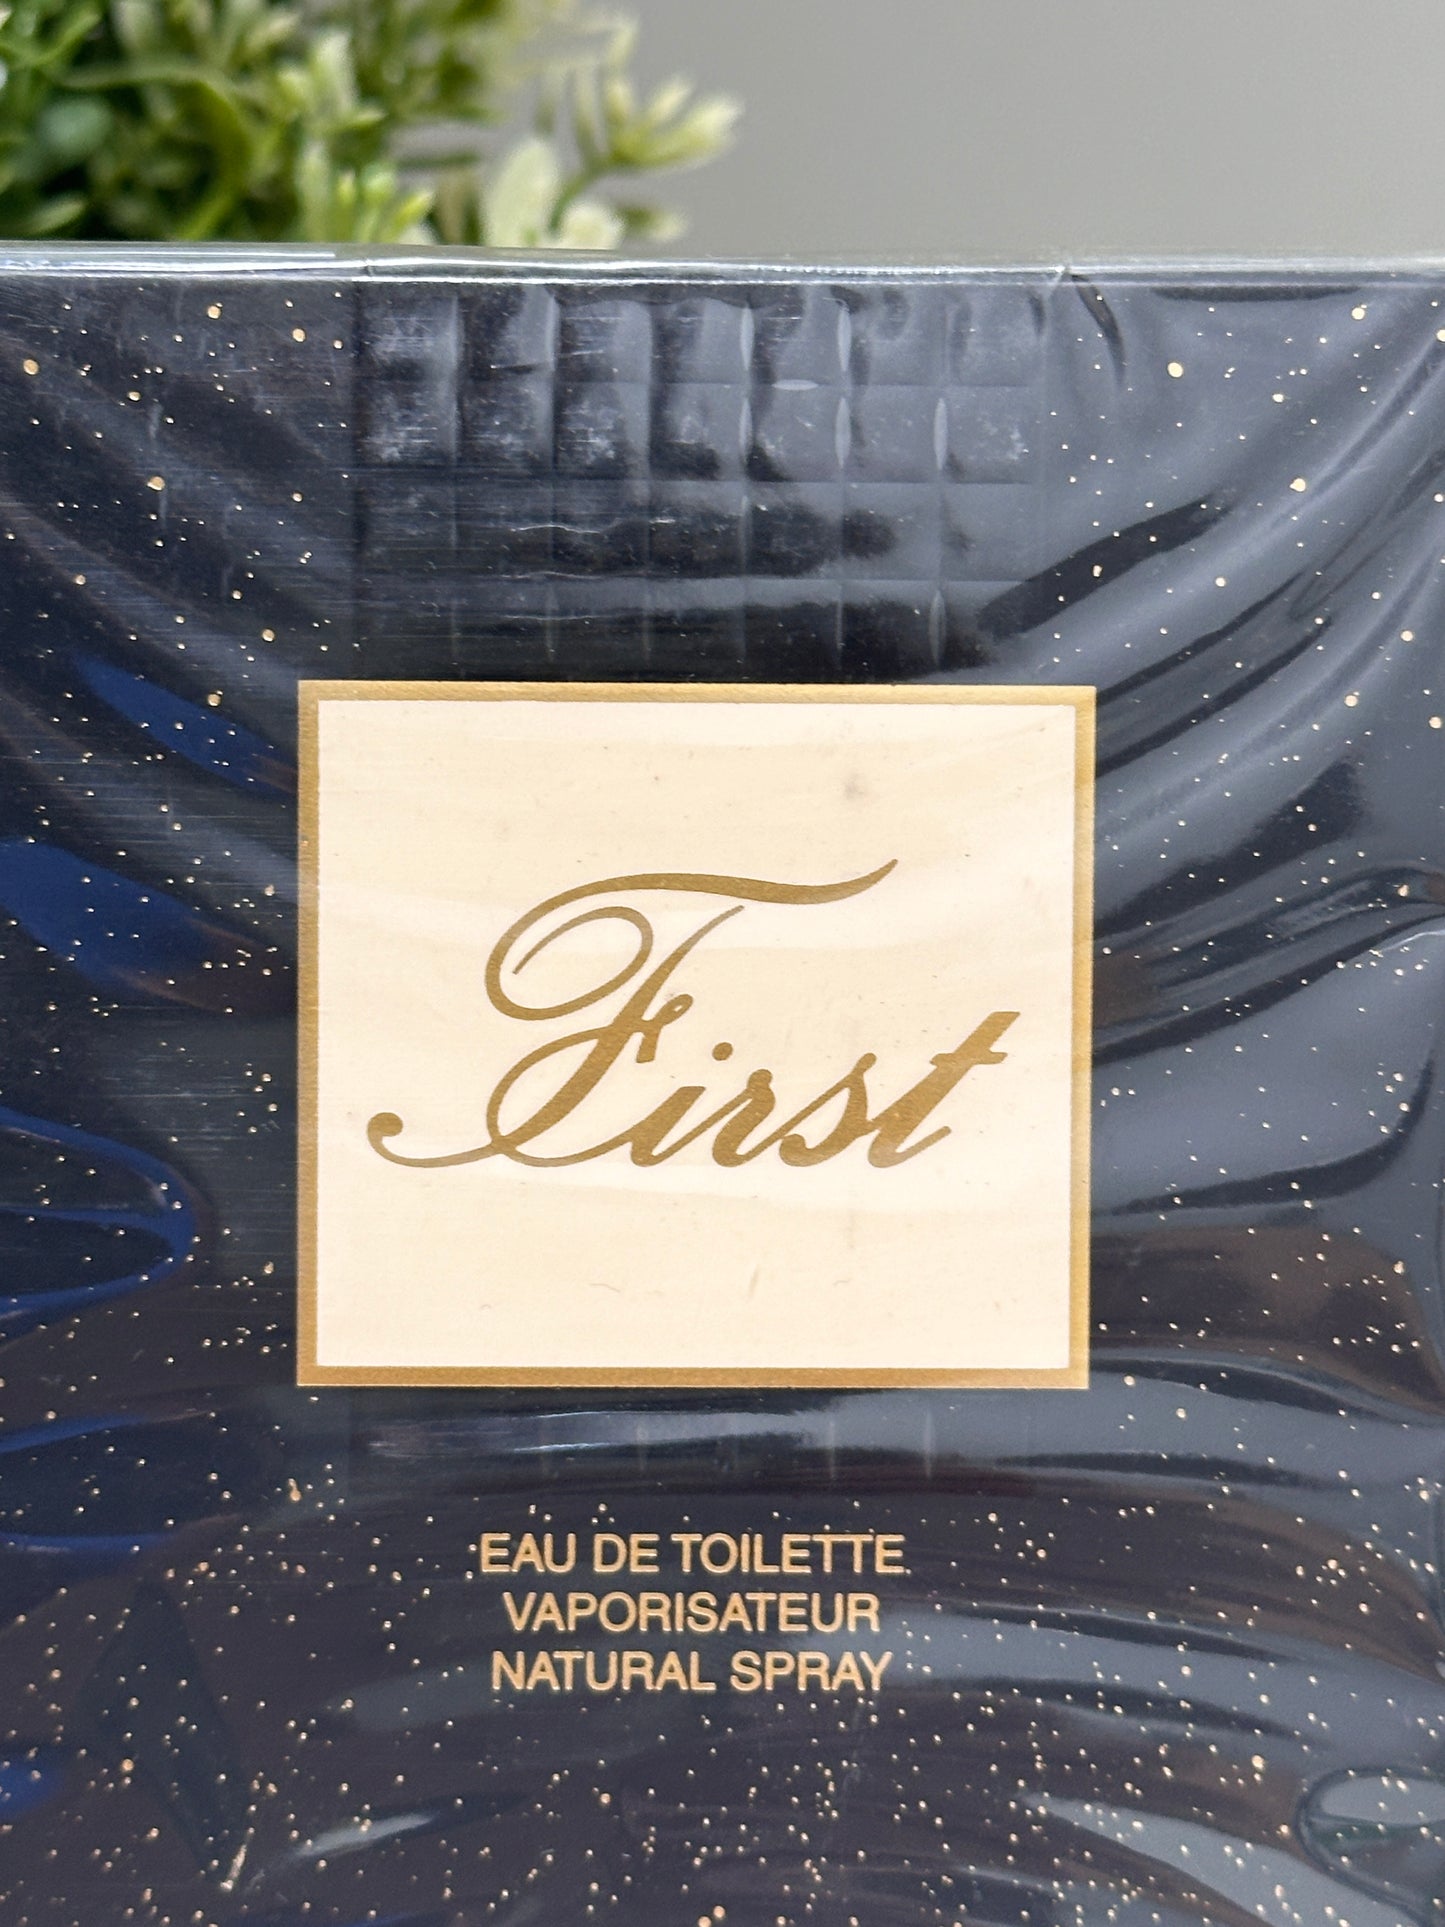 First
EAU DE TOILETTE
VAPORISATEUR
NATURAL SPRAY